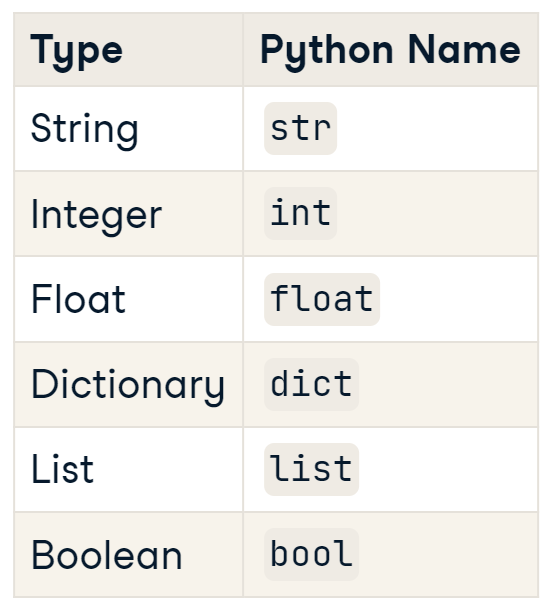 Type Python Name
String str
Integer int
Float float
Dictionary dict
List list
Boolean bool